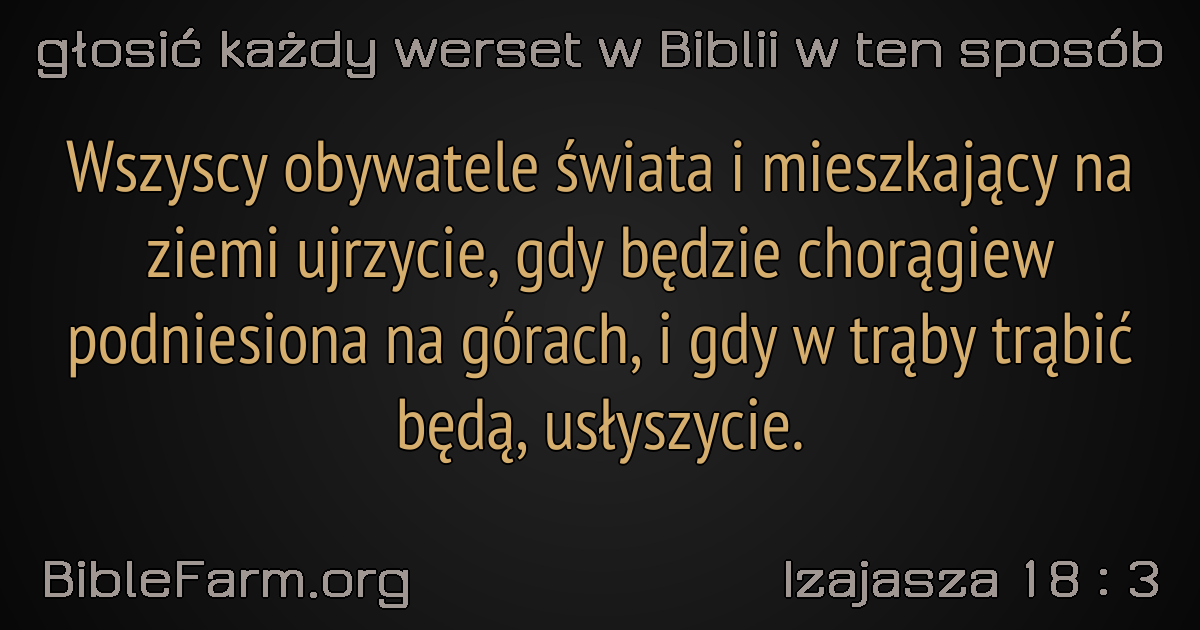 głosić każdy werset w Biblii w ten sposób
Wszyscy obywatele świata i mieszkający na
ziemi ujrzycie, gdy będzie chorągiew
podniesiona na górach, i gdy w trąby trąbić
będą, usłyszycie.
BibleFarm.org
Izajasza 18 : 3